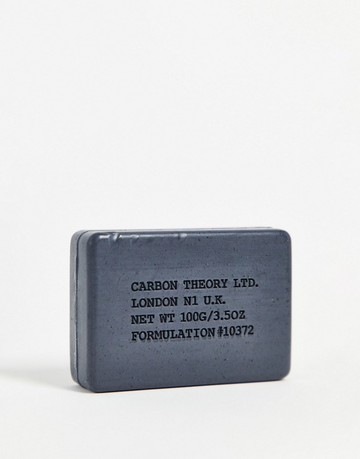 CARBON THEORY LTD.
LONDON N1 U.K.
NET WT 100G/3.5OZ
FORMULATION #10372